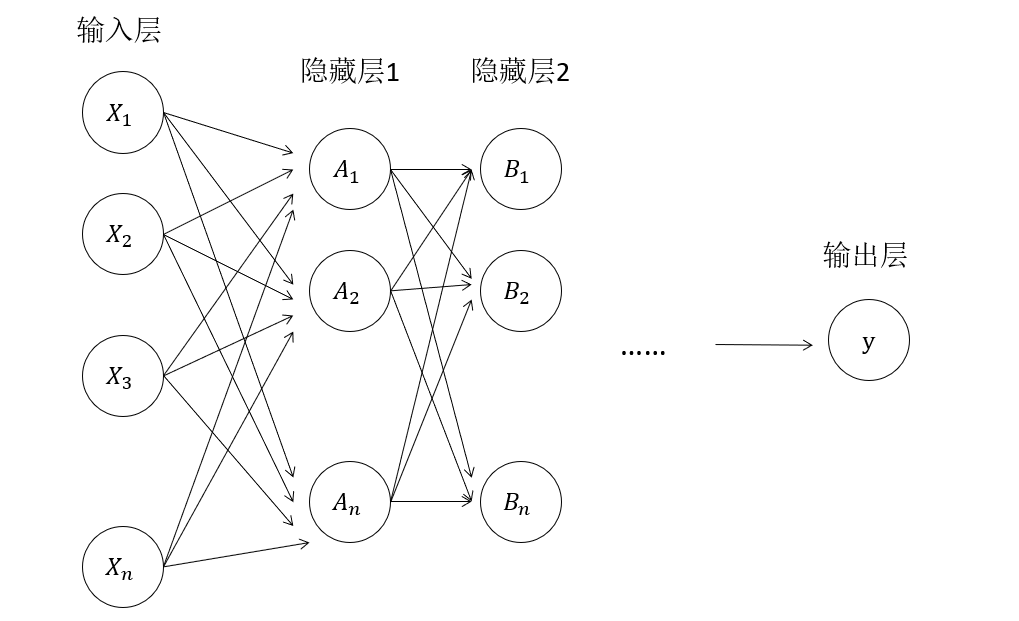 输入层
隐藏层1
隐藏层2
输出层
X₁
X₂
X₃
Xₙ
A₁
A₂
Aₙ
B₁
B₂
Bₙ
……
y